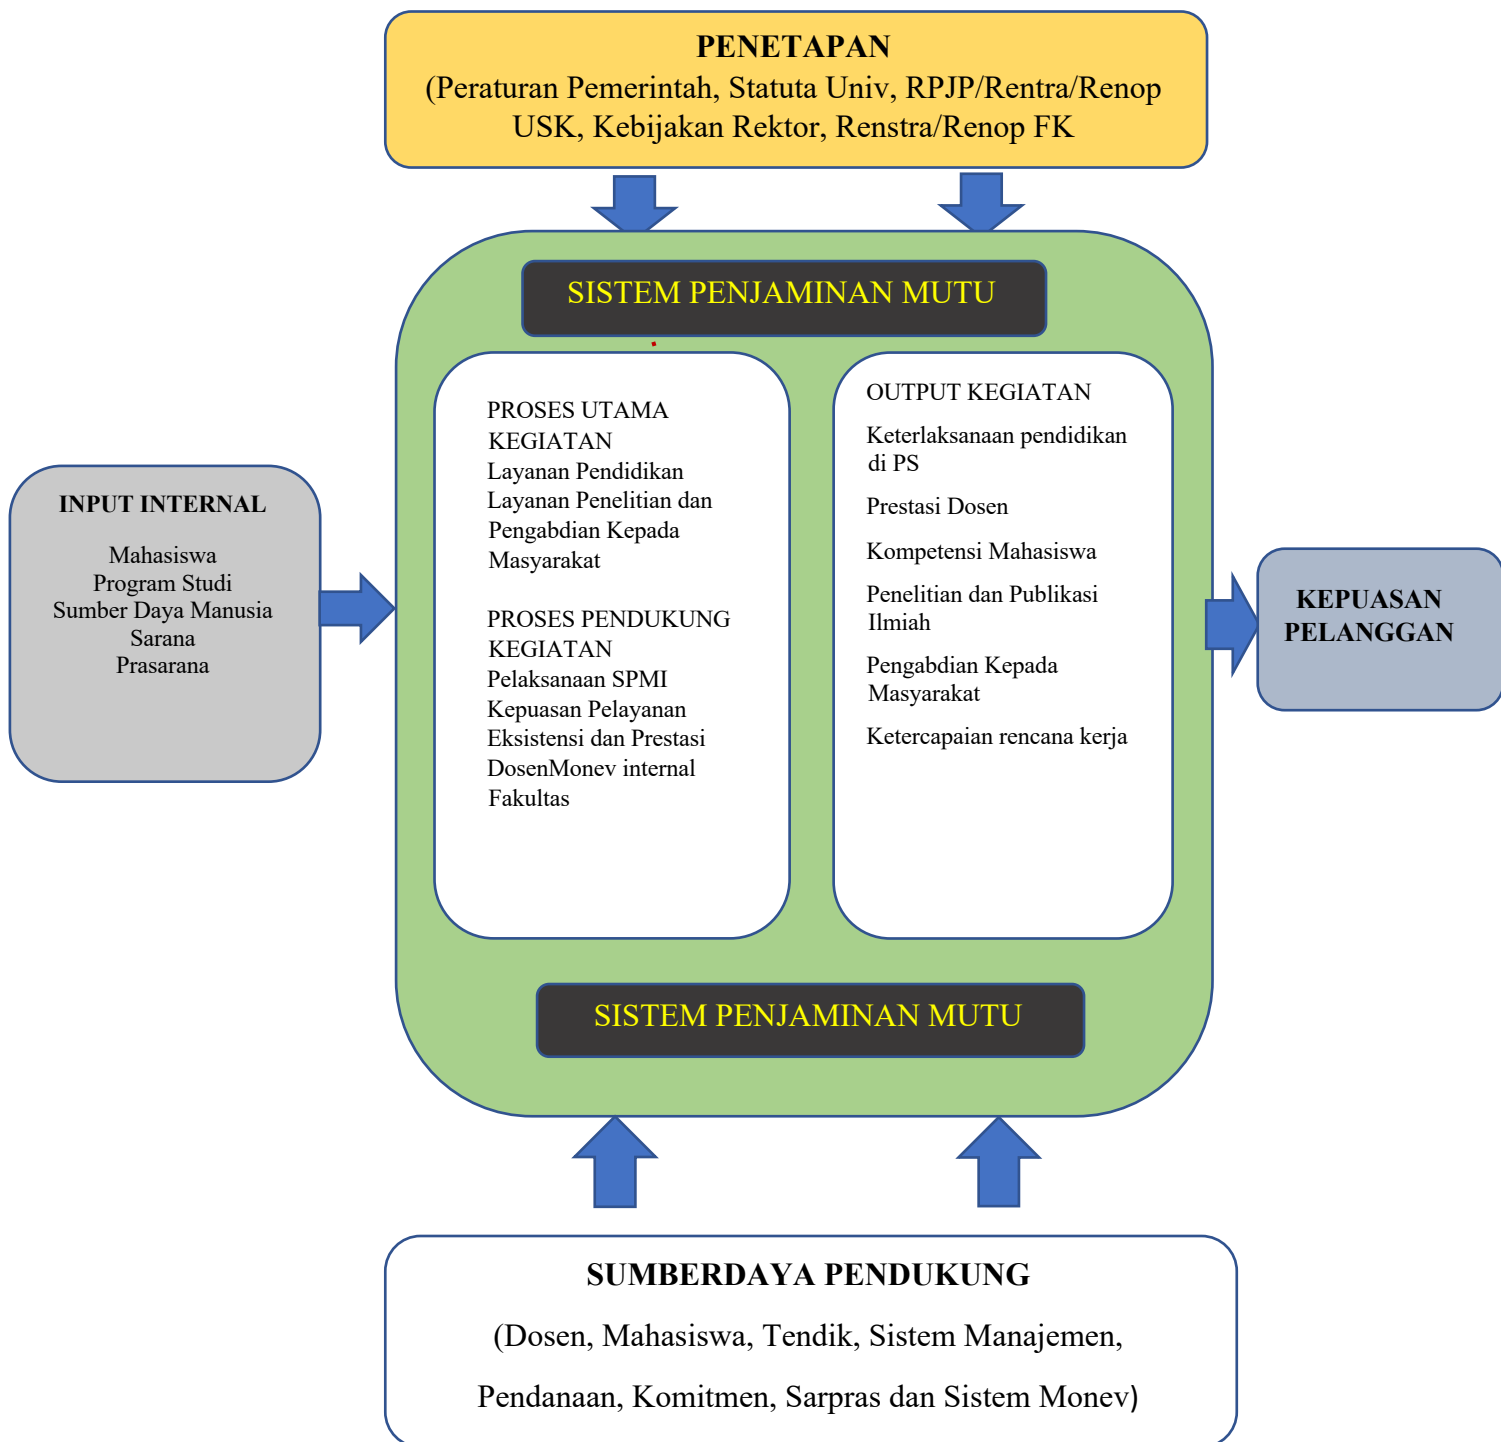 PENETAPAN
(Peraturan Pemerintah, Statuta Univ, RPJP/Rentra/Renop
USK, Kebijakan Rektor, Renstra/Renop FK
SISTEM PENJAMINAN MUTU
INPUT INTERNAL
Mahasiswa
Program Studi
Sumber Daya Manusia
Sarana
Prasarana
PROSES UTAMA
KEGIATAN
Layanan Pendidikan
Layanan Penelitian dan
Pengabdian Kepada
Masyarakat
PROSES PENDUKUNG
KEGIATAN
Pelaksanaan SPMI
Kepuasan Pelayanan
Eksistensi dan Prestasi
DosenMonev internal
Fakultas
OUTPUT KEGIATAN
Keterlaksanaan pendidikan
di PS
Prestasi Dosen
Kompetensi Mahasiswa
Penelitian dan Publikasi
Ilmiah
Pengabdian Kepada
Masyarakat
Ketercapaian rencana kerja
KEPUASAN
PELANGGAN
SISTEM PENJAMINAN MUTU
SUMBERDAYA PENDUKUNG
(Dosen, Mahasiswa, Tendik, Sistem Manajemen,
Pendanaan, Komitmen, Sarpras dan Sistem Monev)